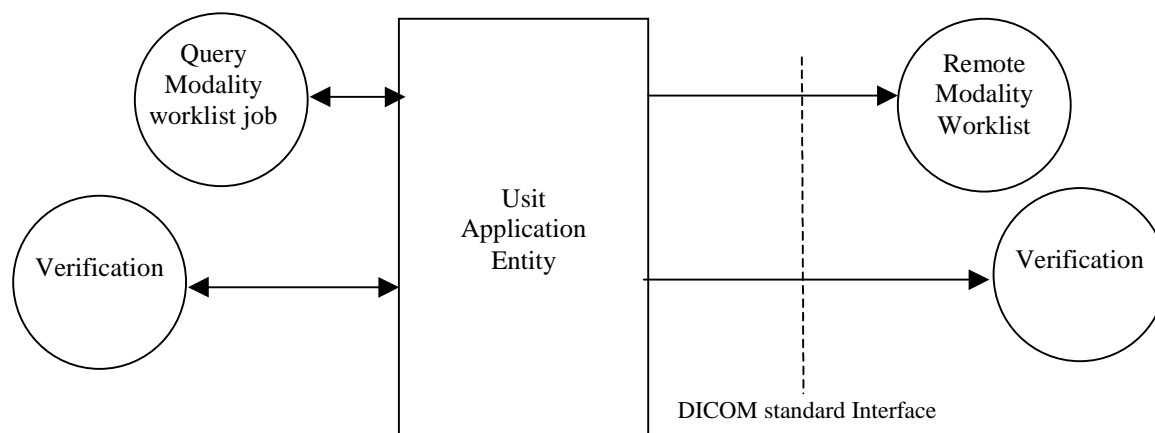 Query
Modality
worklist job
Verification
Usit
Application
Entity
Remote
Modality
Worklist
Verification
DICOM standard Interface